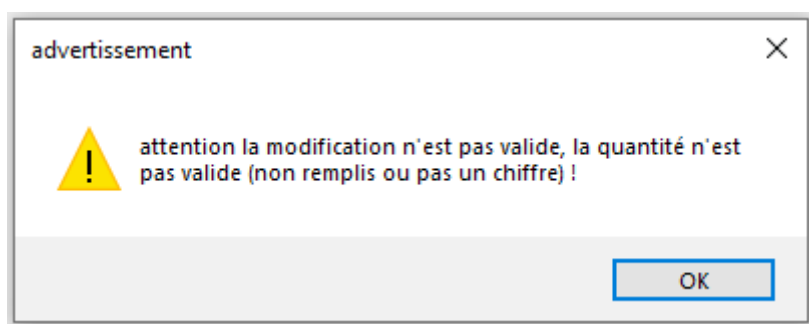 advertissement
attention la modification n'est pas valide, la quantité n'est
pas valide (non remplis ou pas un chiffre) !
OK